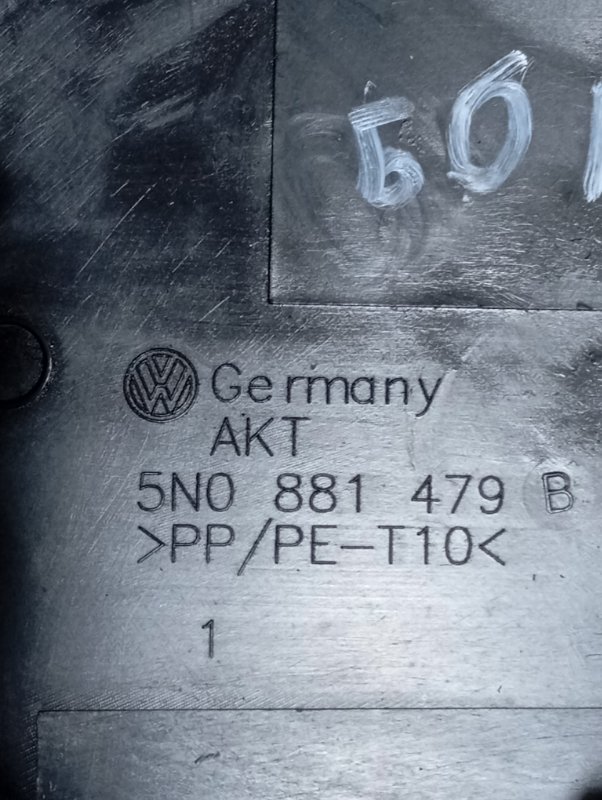 Germany
AKT
5N0 881 479 B
>PP/PE-T10<
1